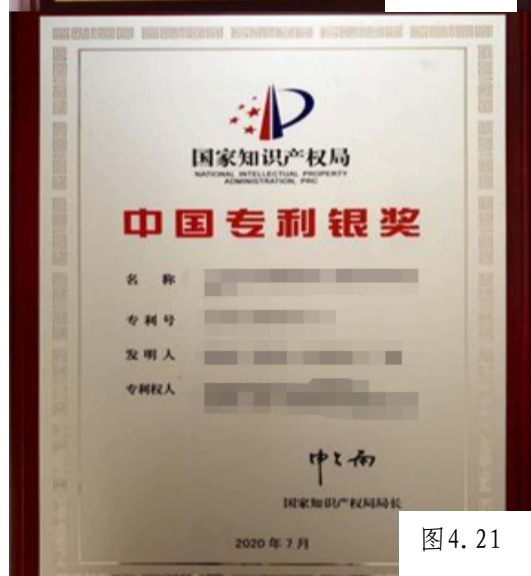 国家知识产权局
NATIONAL INTELLECTUAL PROPERTY
ADMINISTRATION, PRC
中国专利银奖
名 称
专 利 号
发 明 人
专利权人
国家知识产权局局长
2020 年 7 月
图4.21